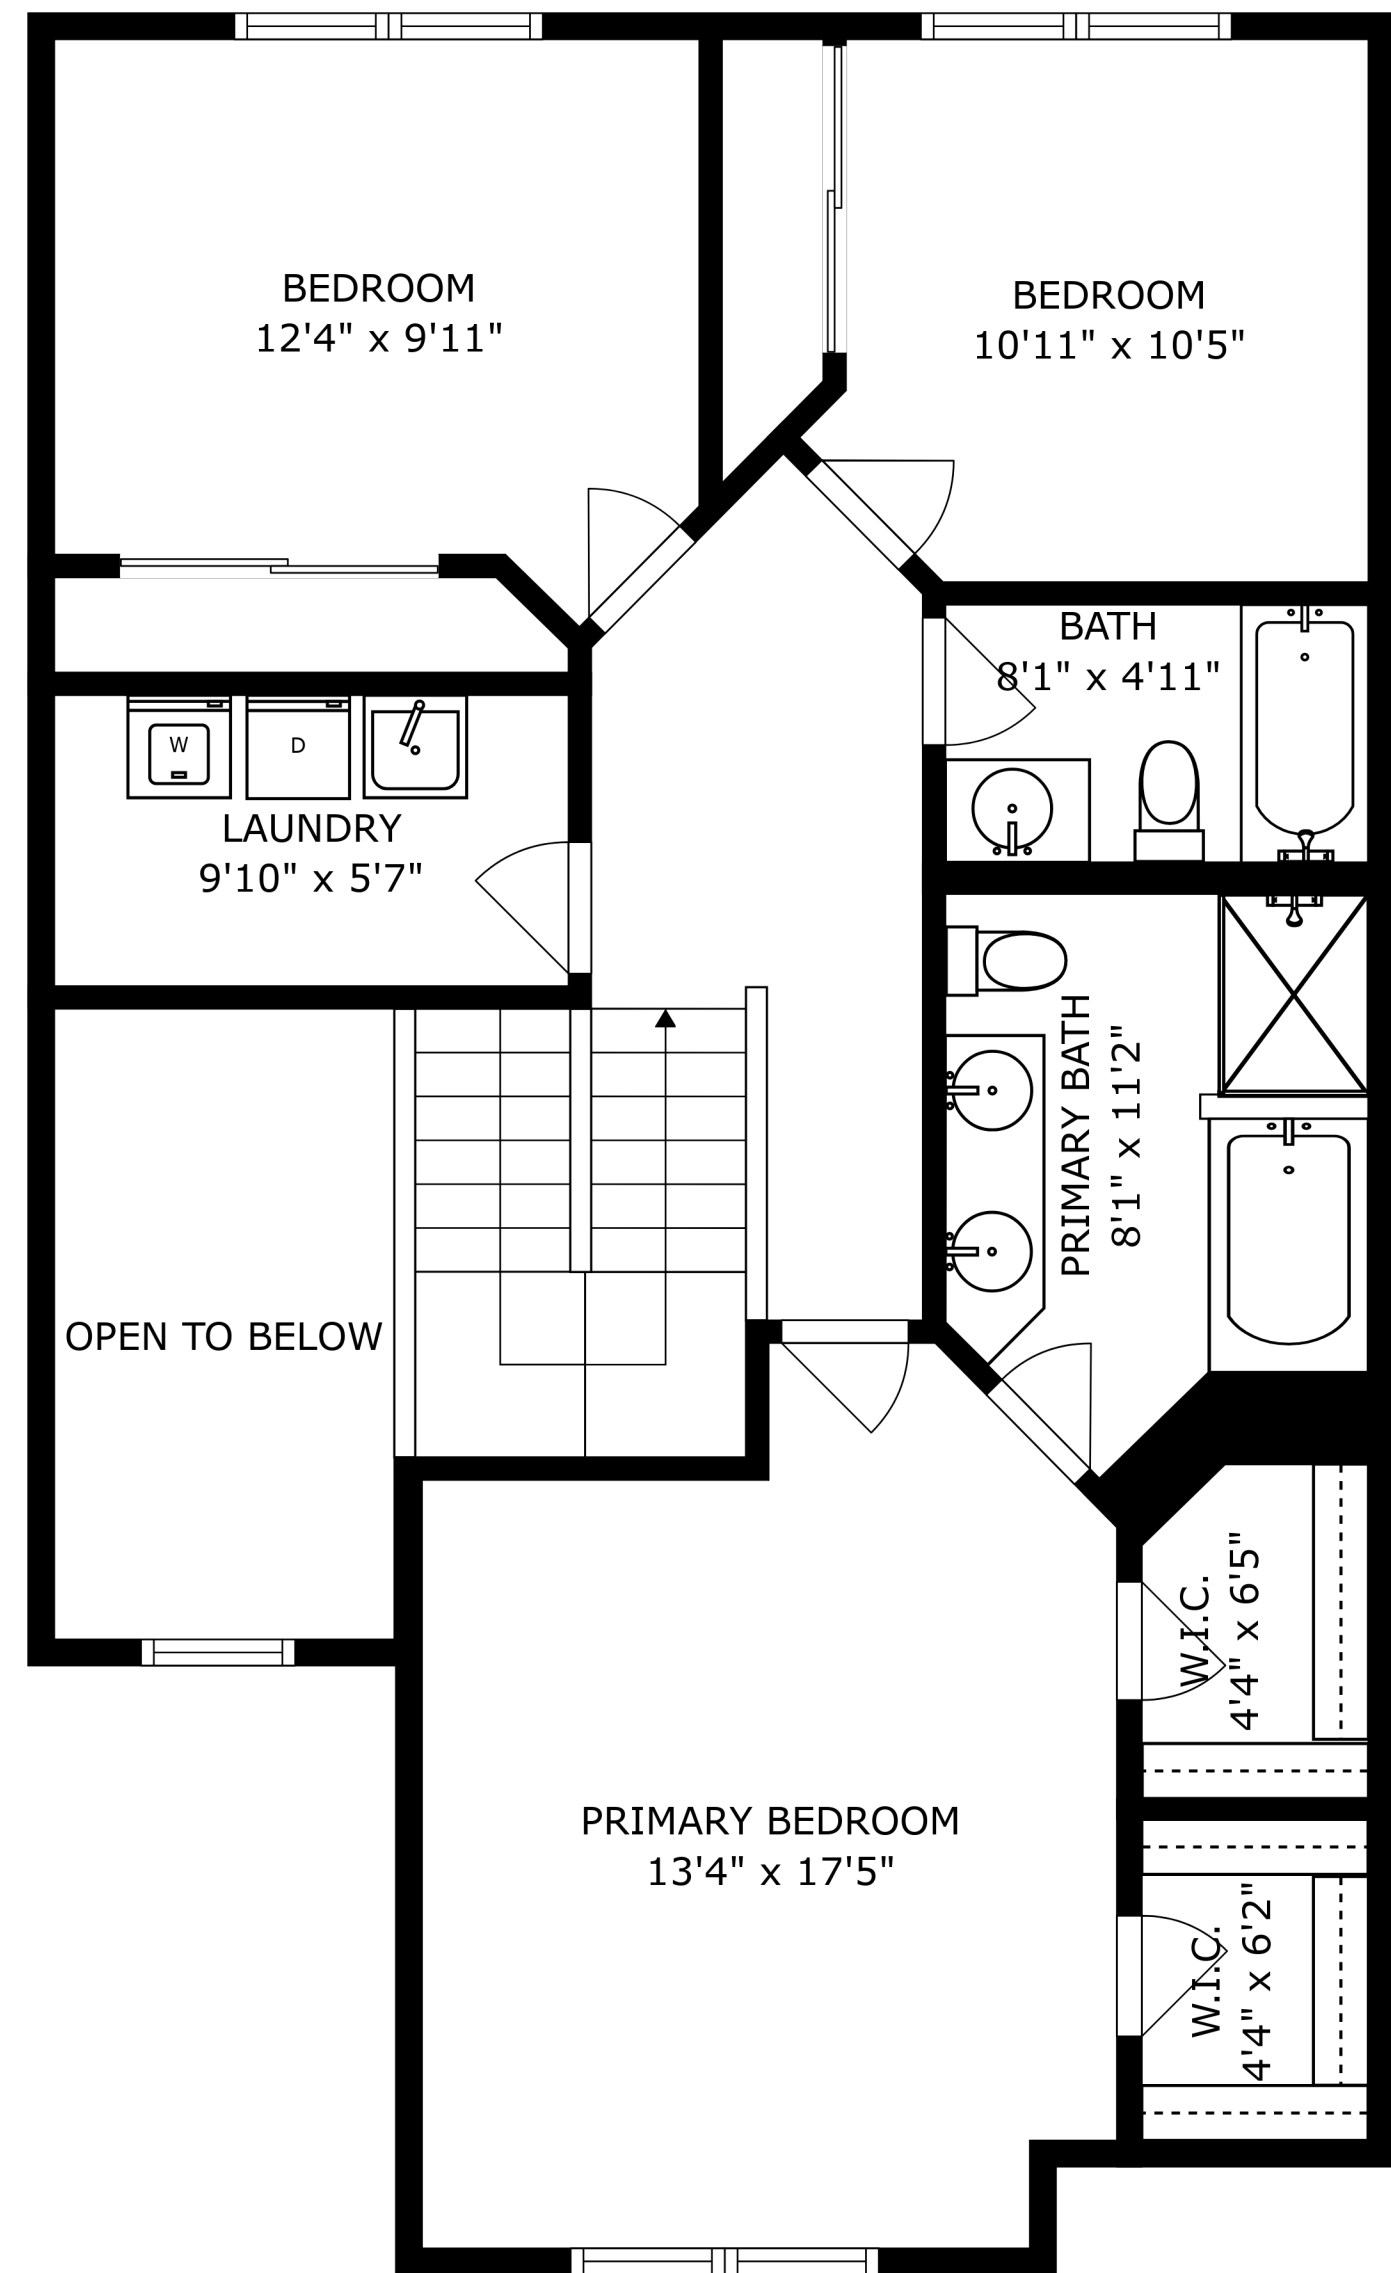 BEDROOM
12'4" x 9'11"
BEDROOM
10'11" x 10'5"
BATH
8'1" x 4'11"
W
D
LAUNDRY
9'10" x 5'7"
PRIMARY BATH
8'1" x 11'2"
OPEN TO BELOW
W.I.C.
4'4" x 6'5"
PRIMARY BEDROOM
13'4" x 17'5"
W.I.C.
4'4" x 6'2"